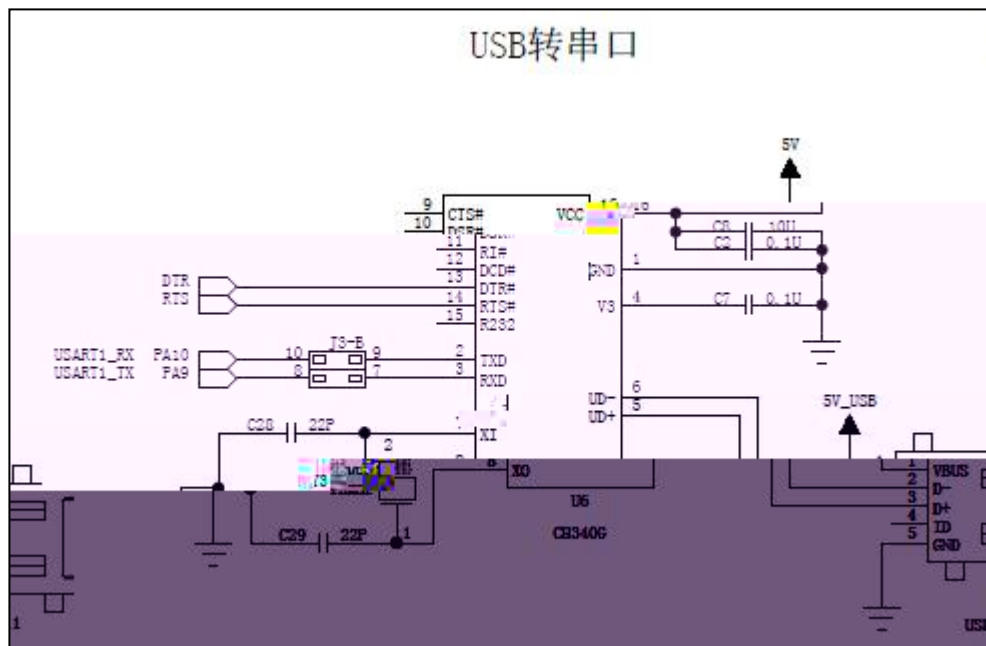 USB转串口
5V
9 CTS# VCC 16
10 DSR#
C8 10U
11 RI# C2 0.1U
12 DCD# GND 1
DTR 13 DTR#
RTS 14 RTS# V3 4 C7 0.1U
15 R232
J3-B
USART1_RX PA10 10 9 2 TXD
USART1_TX PA9 8 7 3 RXD
UD- 6
UD+ 5
5V_USB
C28 22P XI
2
8 XO 1 VBUS
2 D-
U6 3 D+
C29 22P 1 CH340G 4 ID
5 GND
1